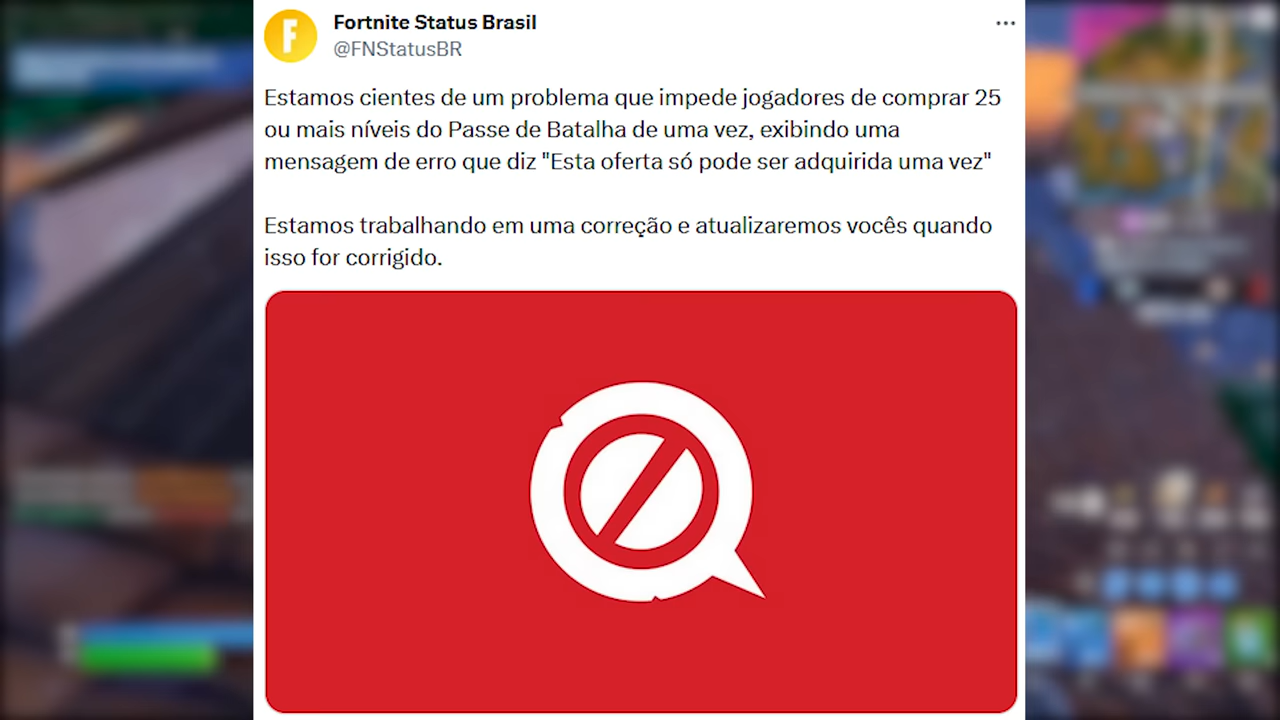 Fortnite Status Brasil
@FNStatusBR
Estamos cientes de um problema que impede jogadores de comprar 25
ou mais níveis do Passe de Batalha de uma vez, exibindo uma
mensagem de erro que diz "Esta oferta só pode ser adquirida uma vez"
Estamos trabalhando em uma correção e atualizaremos vocês quando
isso for corrigido.